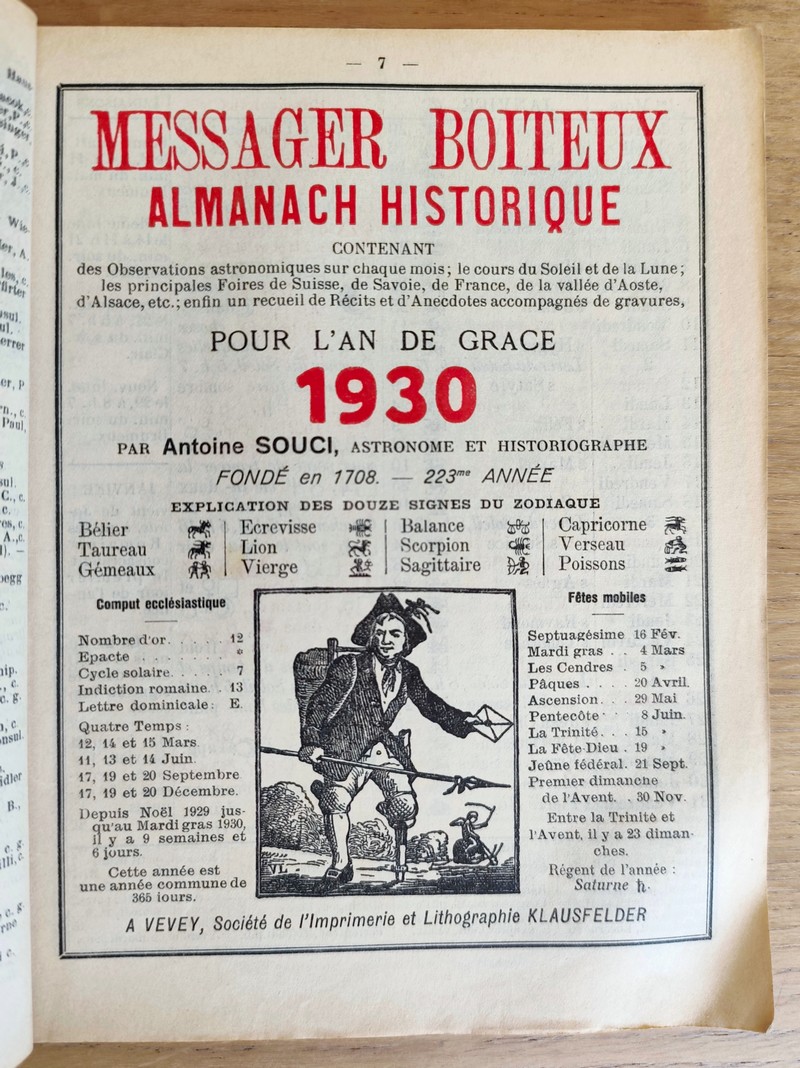 — 7 —
MESSAGER BOITEUX
ALMANACH HISTORIQUE
CONTENANT
des Observations astronomiques sur chaque mois; le cours du Soleil et de la Lune;
les principales Foires de Suisse, de Savoie, de France, de la vallée d'Aoste,
d'Alsace, etc.; enfin un recueil de Récits et d'Anecdotes accompagnés de gravures,
POUR L'AN DE GRACE
1930
PAR Antoine SOUCI, ASTRONOME ET HISTORIOGRAPHE
FONDÉ en 1708. — 223me ANNÉE
EXPLICATION DES DOUZE SIGNES DU ZODIAQUE
Bélier
Taureau
Gémeaux
Ecrevisse
Lion
Vierge
Balance
Scorpion
Sagittaire
Capricorne
Verseau
Poissons
Comput ecclésiastique
Nombre d'or. . . . . 12
Epacte . . . . . . . *
Cycle solaire. . . . . 7
Indiction romaine. . 13
Lettre dominicale: E.
Quatre Temps :
12, 14 et 15 Mars.
11, 13 et 14 Juin.
17, 19 et 20 Septembre
17, 19 et 20 Décembre.
Depuis Noël 1929 jus-
qu'au Mardi gras 1930,
il y a 9 semaines et
6 jours.
Cette année est
une année commune de
365 jours.
VL
Fêtes mobiles
Septuagésime 16 Fév.
Mardi gras . . 4 Mars
Les Cendres . 5 »
Pâques . . . . 20 Avril.
Ascension. . . 29 Mai
Pentecôte . . 8 Juin.
La Trinité. . . 15 »
La Fête-Dieu . 19 »
Jeûne fédéral. 21 Sept.
Premier dimanche
de l'Avent. . 30 Nov.
Entre la Trinité et
l'Avent, il y a 23 diman-
ches.
Régent de l'année :
Saturne ♄.
A VEVEY, Société de l'Imprimerie et Lithographie KLAUSFELDER